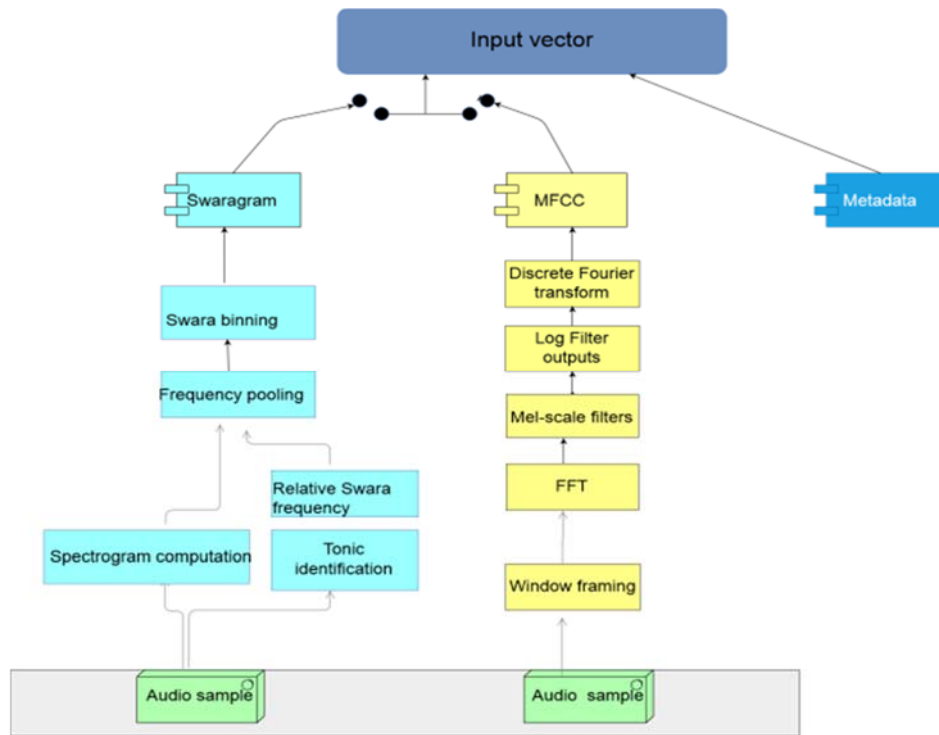 Input vector
Swaragram
MFCC
Metadata
Discrete Fourier
transform
Swara binning
Log Filter
outputs
Frequency pooling
Mel-scale filters
Relative Swara
frequency
FFT
Spectrogram computation
Tonic
identification
Window framing
Audio sample
Audio sample